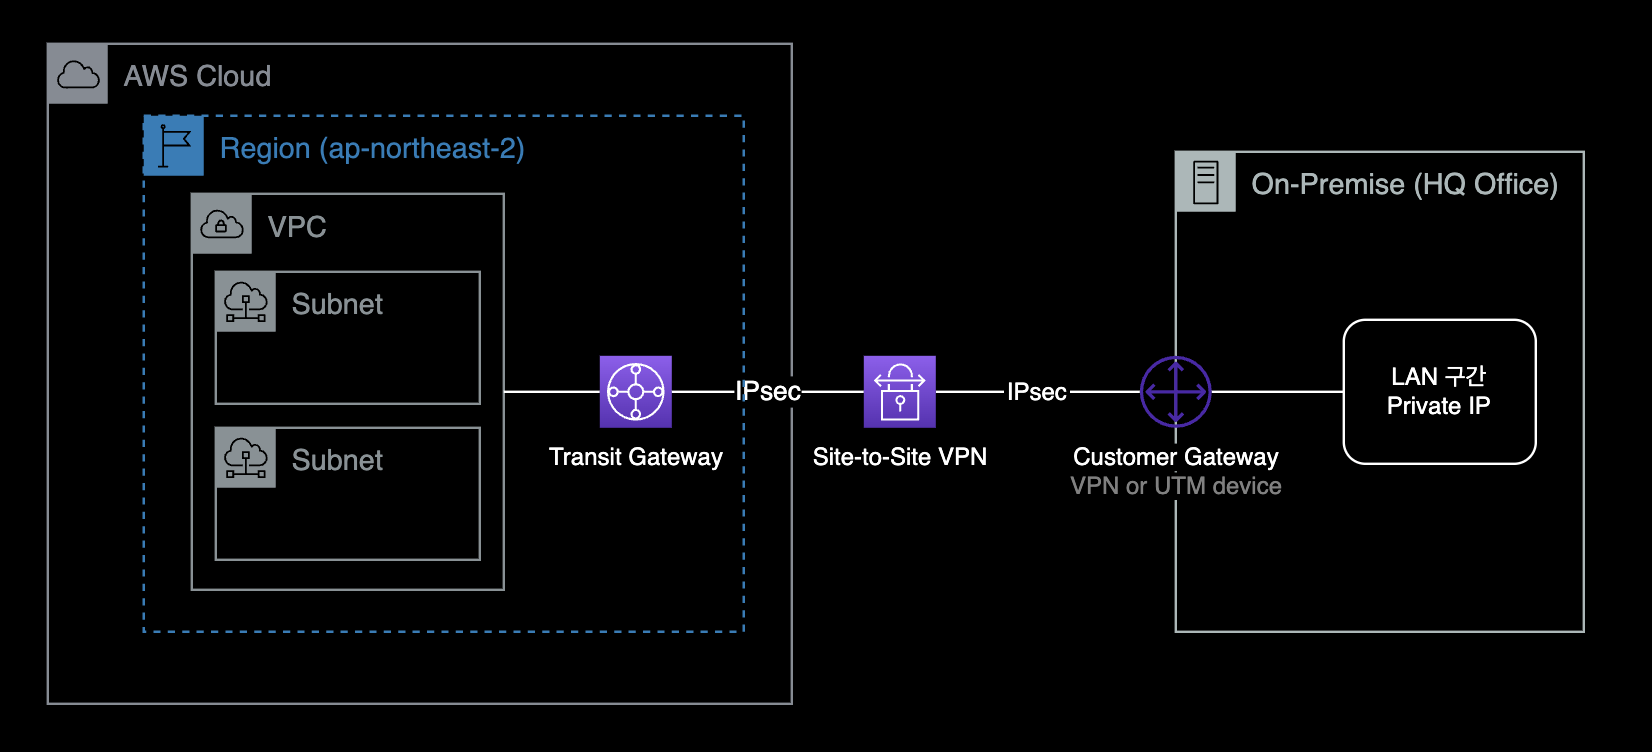 AWS Cloud
Region (ap-northeast-2)
VPC
Subnet
Subnet
Transit Gateway
IPsec
Site-to-Site VPN
IPsec
Customer Gateway
VPN or UTM device
On-Premise (HQ Office)
LAN 구간
Private IP